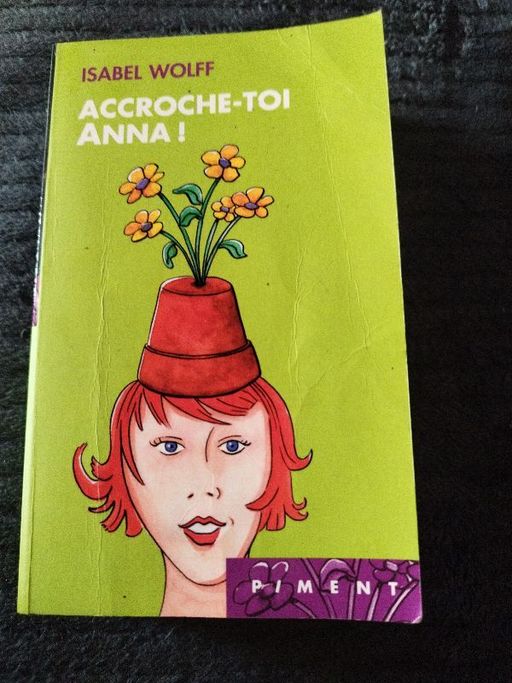 ISABEL WOLFF
ACCROCHE-TOI
ANNA !
PIMENT